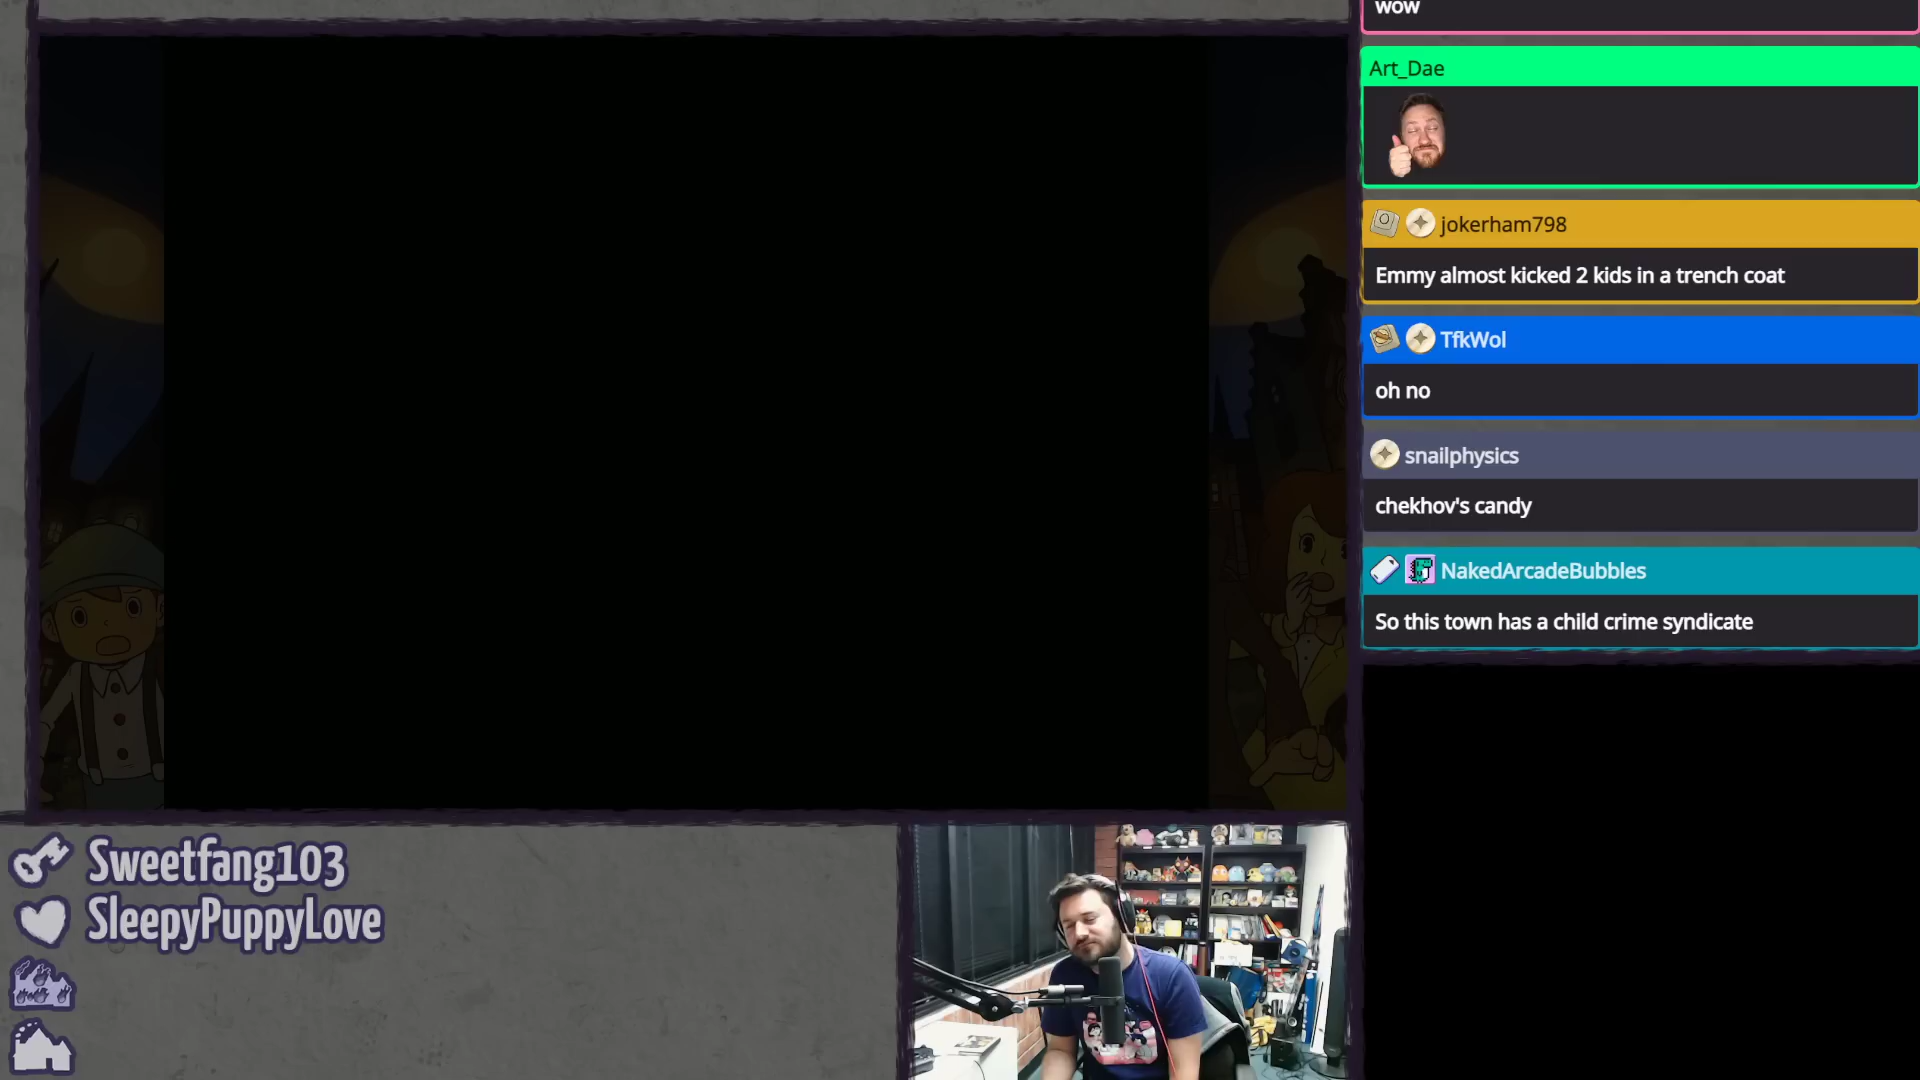 wow
Art_Dae
jokerham798
Emmy almost kicked 2 kids in a trench coat
TfkWol
oh no
snailphysics
chekhov's candy
NakedArcadeBubbles
So this town has a child crime syndicate
Sweetfang103
SleepyPuppyLove